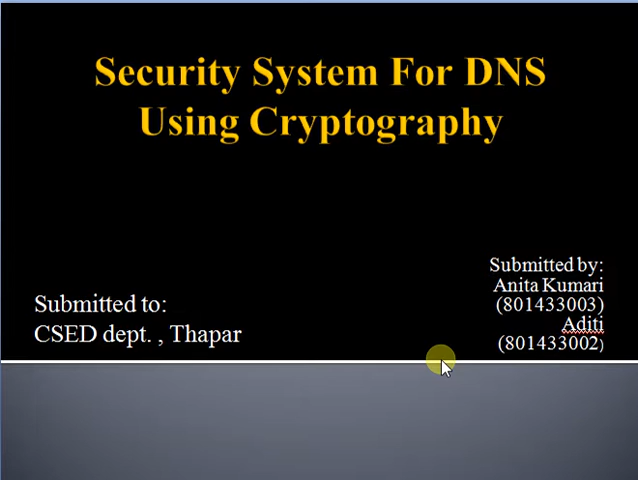 Security System For DNS
Using Cryptography
Submitted to:
CSED dept. , Thapar
Submitted by:
Anita Kumari
(801433003)
Aditi
(801433002)